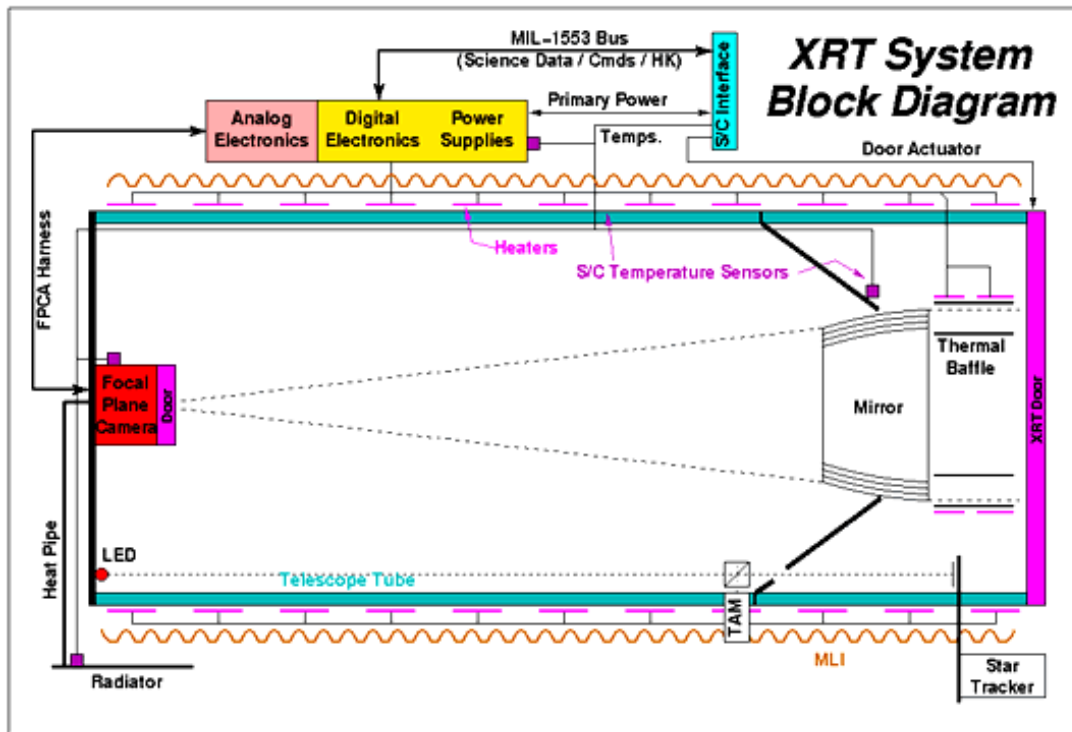 XRT System
Block Diagram
MIL-1553 Bus
(Science Data / Cmds / HK)
S/C Interface
Primary Power
Analog
Electronics
Digital
Electronics
Power
Supplies
Temps.
Door Actuator
FPCA Harness
Heaters
S/C Temperature Sensors
Thermal
Baffle
Focal
Plane
Camera
Door
Mirror
XRT Door
Heat Pipe
LED
Telescope Tube
TAM
MLI
Radiator
Star
Tracker